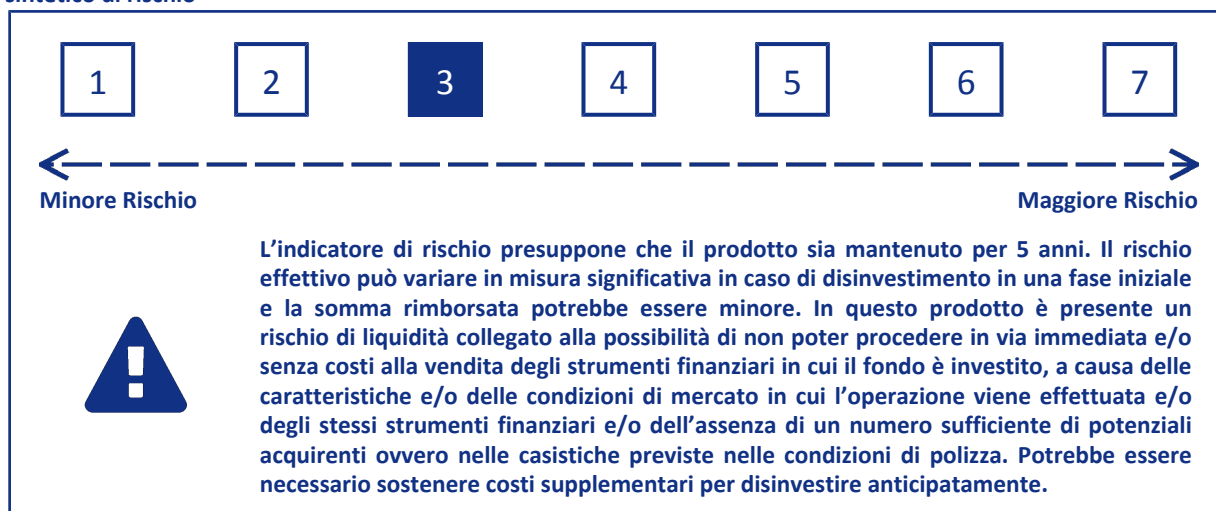 sintetico di rischio
1 2 3 4 5 6 7
Minore Rischio Maggiore Rischio
L’indicatore di rischio presuppone che il prodotto sia mantenuto per 5 anni. Il rischio
effettivo può variare in misura significativa in caso di disinvestimento in una fase iniziale
e la somma rimborsata potrebbe essere minore. In questo prodotto è presente un
rischio di liquidità collegato alla possibilità di non poter procedere in via immediata e/o
senza costi alla vendita degli strumenti finanziari in cui il fondo è investito, a causa delle
caratteristiche e/o delle condizioni di mercato in cui l’operazione viene effettuata e/o
degli stessi strumenti finanziari e/o dell’assenza di un numero sufficiente di potenziali
acquirenti ovvero nelle casistiche previste nelle condizioni di polizza. Potrebbe essere
necessario sostenere costi supplementari per disinvestire anticipatamente.